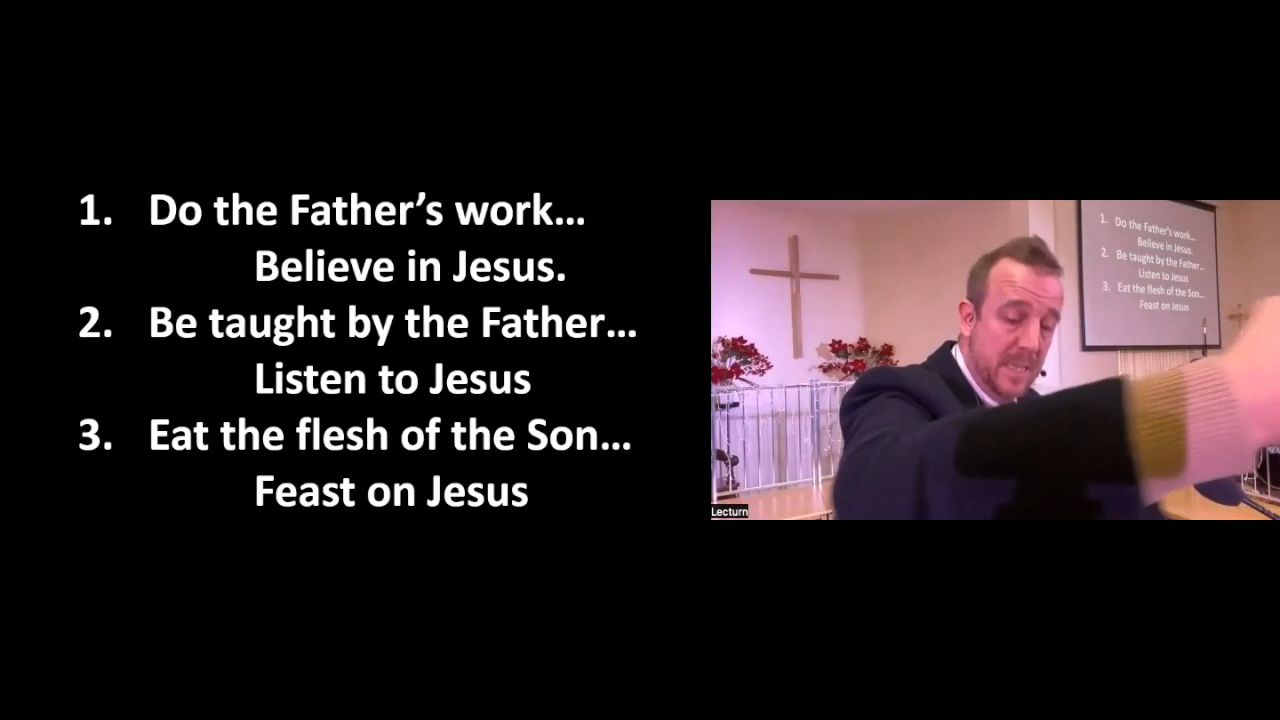 1. Do the Father’s work…
Believe in Jesus.
2. Be taught by the Father…
Listen to Jesus
3. Eat the flesh of the Son…
Feast on Jesus
1. Do the Father’s work…
Believe in Jesus.
2. Be taught by the Father…
Listen to Jesus
3. Eat the flesh of the Son…
Feast on Jesus
Lecturn